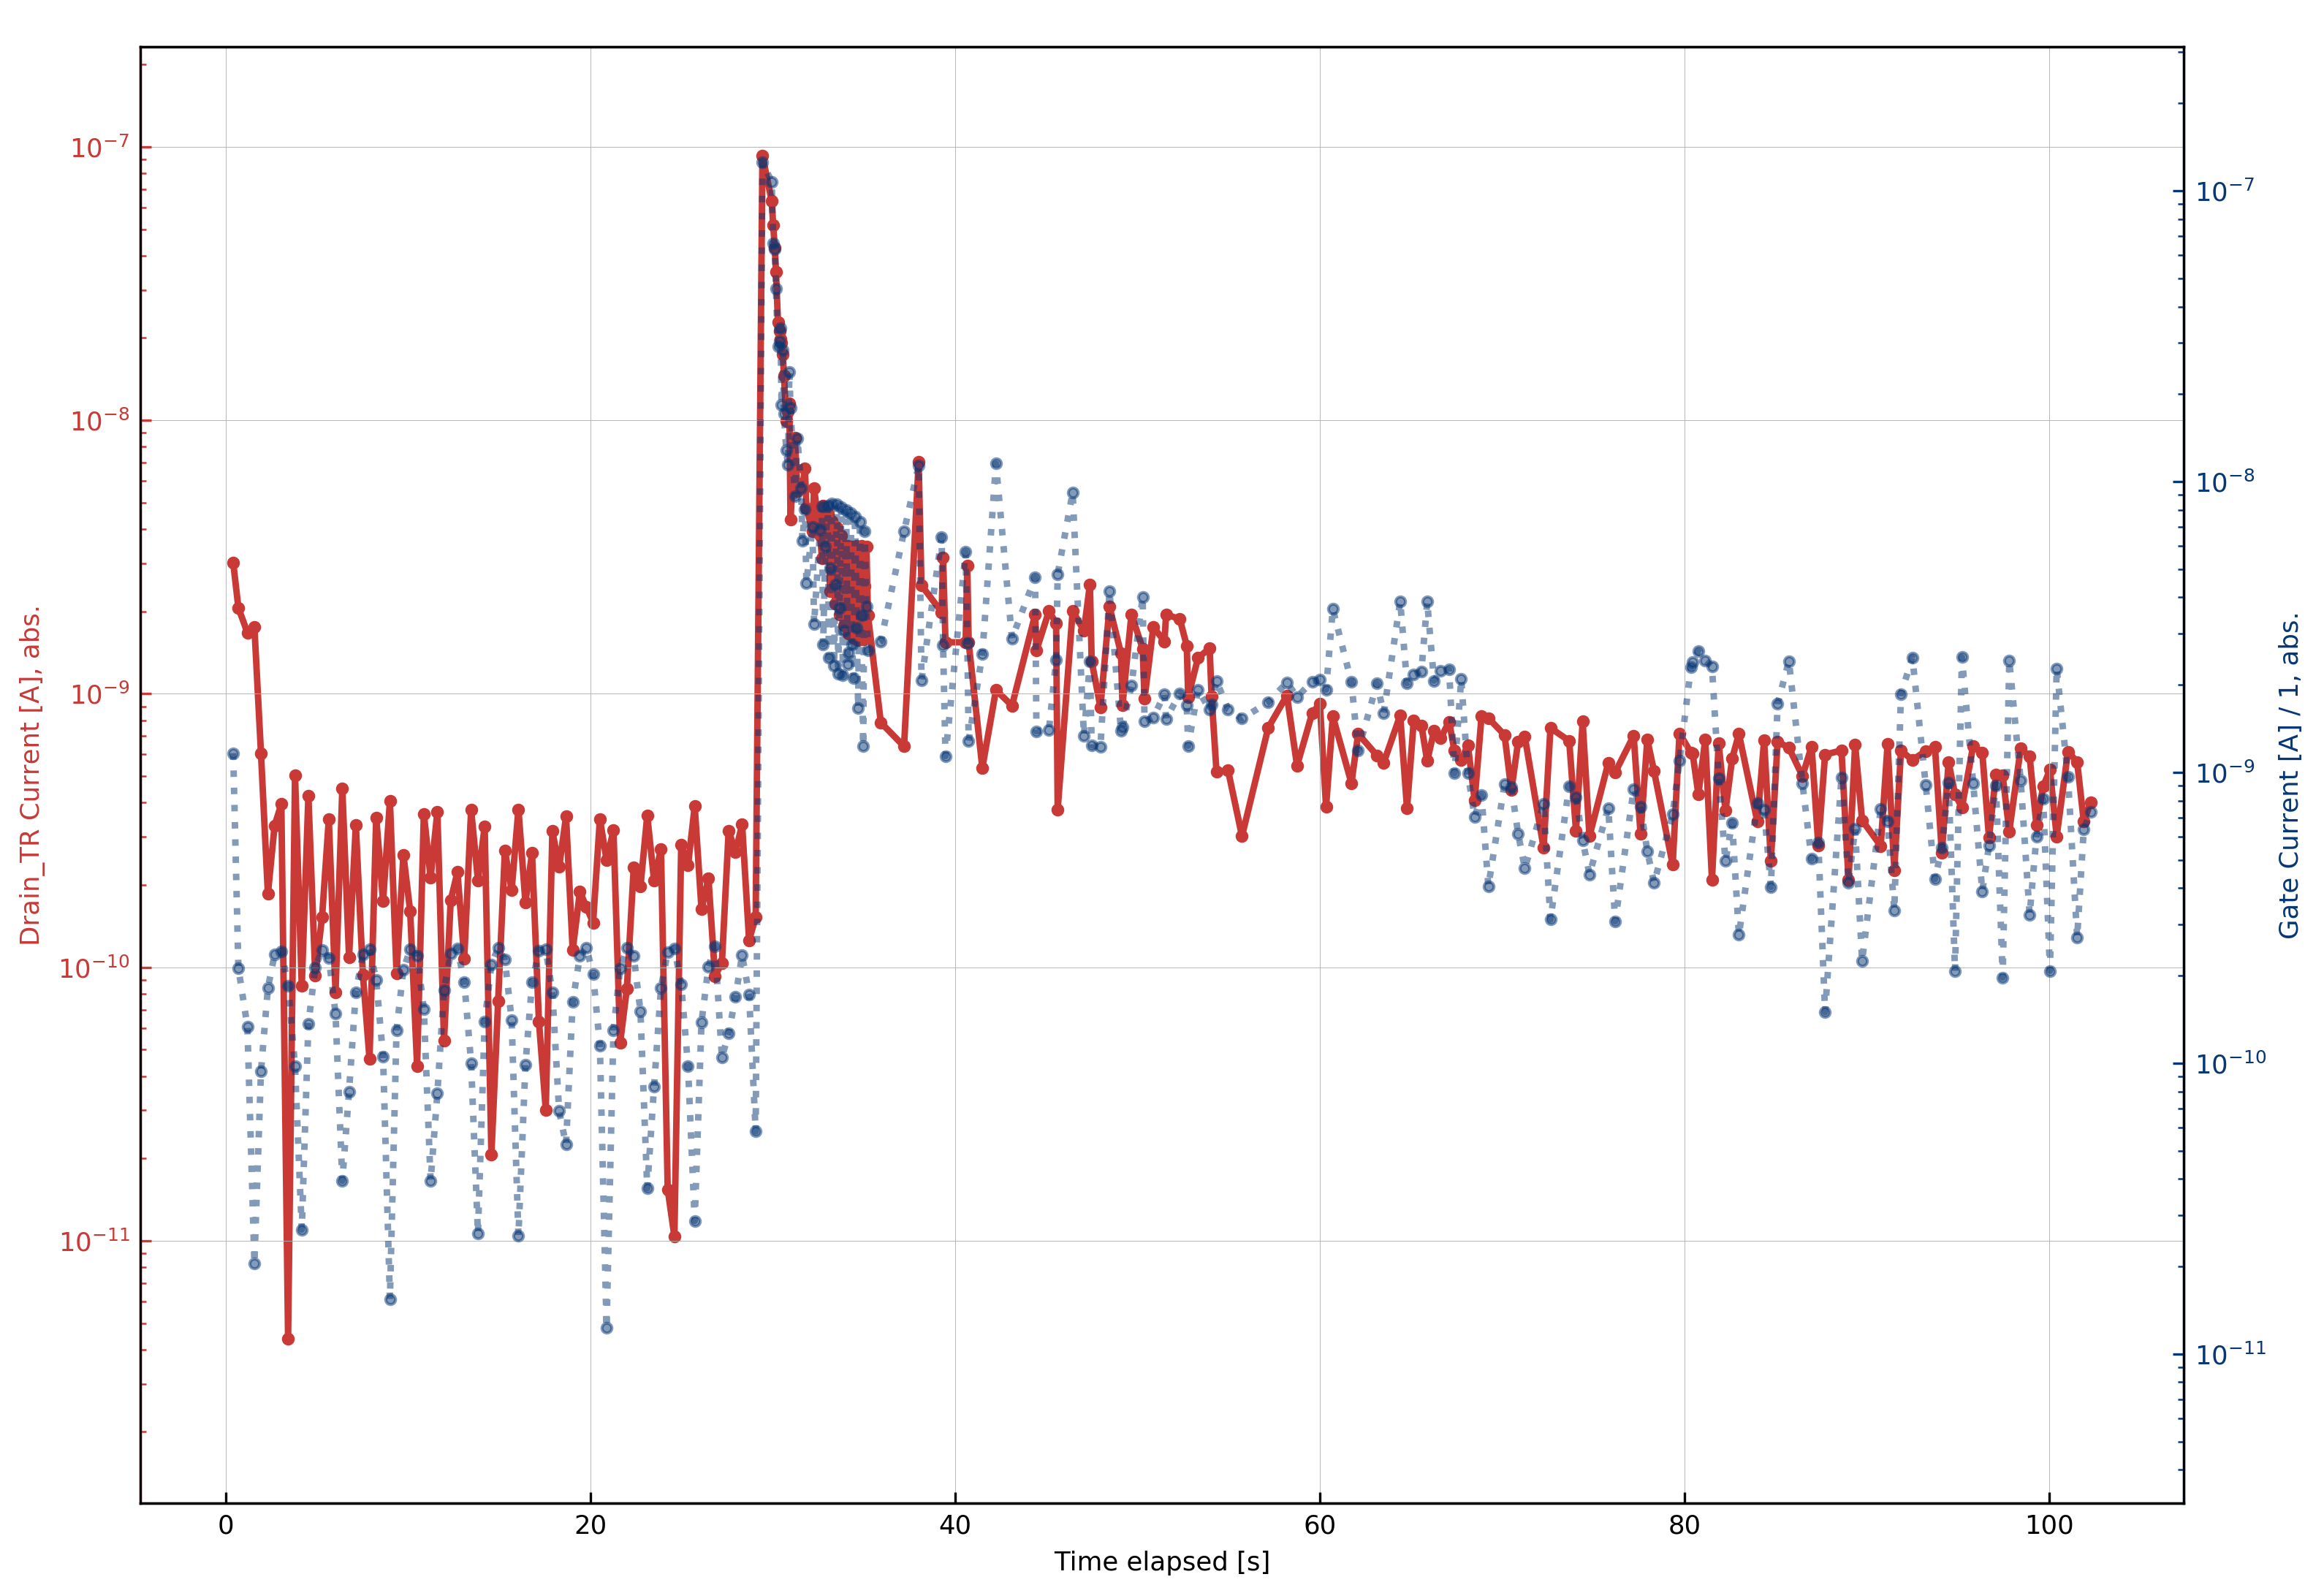 10⁻⁷
10⁻⁸
10⁻⁹
10⁻¹⁰
10⁻¹¹
Drain_TR Current [A], abs.
10⁻⁷
10⁻⁸
10⁻⁹
10⁻¹⁰
10⁻¹¹
Gate Current [A] / 1, abs.
0 20 40 60 80 100
Time elapsed [s]